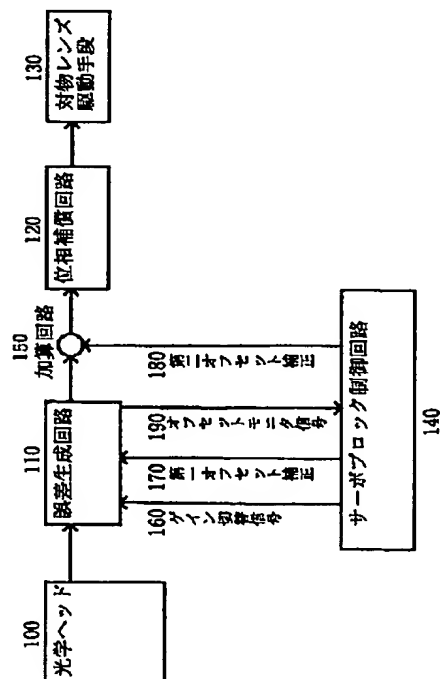 100
光学ヘッド
110
誤差生成回路
150
加算回路
120
位相補償回路
130
対物レンズ
駆動手段
160
ゲイン切替信号
170
第一オフセット補正
190
オフセットモニタ信号
180
第二オフセット補正
サーボブロック制御回路
140